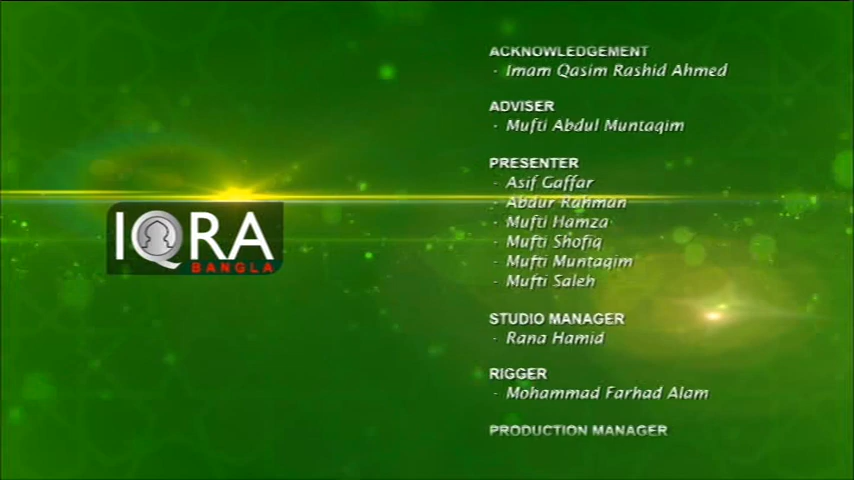 IQRA
BANGLA
ACKNOWLEDGEMENT
- Imam Qasim Rashid Ahmed
ADVISER
- Mufti Abdul Muntaqim
PRESENTER
- Asif Gaffar
- Abdur Rahman
- Mufti Hamza
- Mufti Shofiq
- Mufti Muntaqim
- Mufti Saleh
STUDIO MANAGER
- Rana Hamid
RIGGER
- Mohammad Farhad Alam
PRODUCTION MANAGER